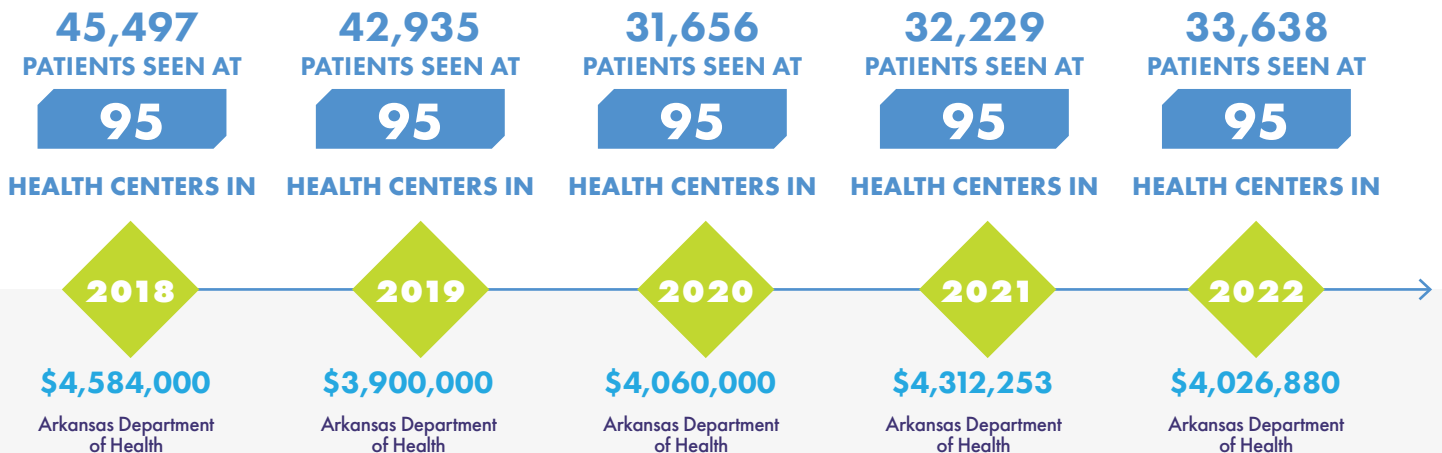 45,497
PATIENTS SEEN AT
95
HEALTH CENTERS IN
2018
$4,584,000
Arkansas Department
of Health
42,935
PATIENTS SEEN AT
95
HEALTH CENTERS IN
2019
$3,900,000
Arkansas Department
of Health
31,656
PATIENTS SEEN AT
95
HEALTH CENTERS IN
2020
$4,060,000
Arkansas Department
of Health
32,229
PATIENTS SEEN AT
95
HEALTH CENTERS IN
2021
$4,312,253
Arkansas Department
of Health
33,638
PATIENTS SEEN AT
95
HEALTH CENTERS IN
2022
$4,026,880
Arkansas Department
of Health